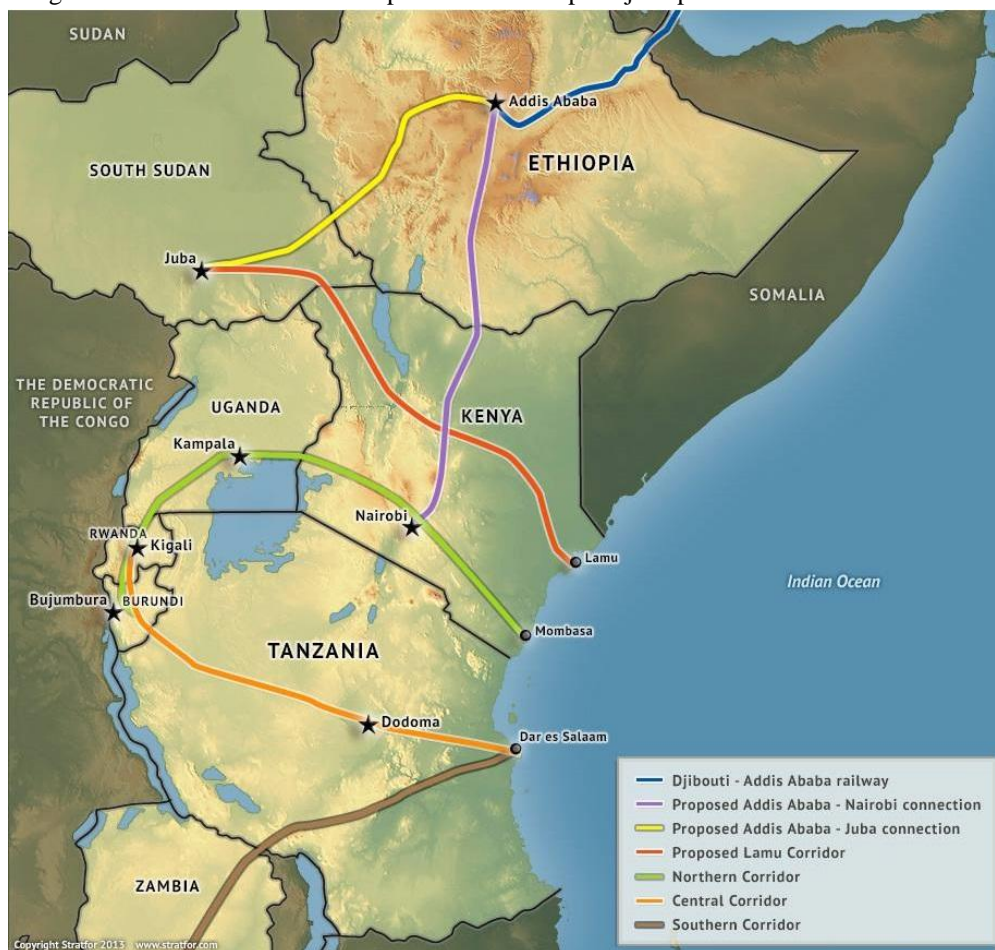 SUDAN
Addis Ababa
ETHIOPIA
SOUTH SUDAN
Juba
SOMALIA
THE DEMOCRATIC
REPUBLIC OF
THE CONGO
UGANDA
KENYA
Kampala
Nairobi
RWANDA
Kigali
Lamu
Indian Ocean
Bujumbura
BURUNDI
Mombasa
TANZANIA
Dodoma
Dar es Salaam
ZAMBIA
Djibouti - Addis Ababa railway
Proposed Addis Ababa - Nairobi connection
Proposed Addis Ababa - Juba connection
Proposed Lamu Corridor
Northern Corridor
Central Corridor
Southern Corridor
Copyright Stratfor 2013 www.stratfor.com